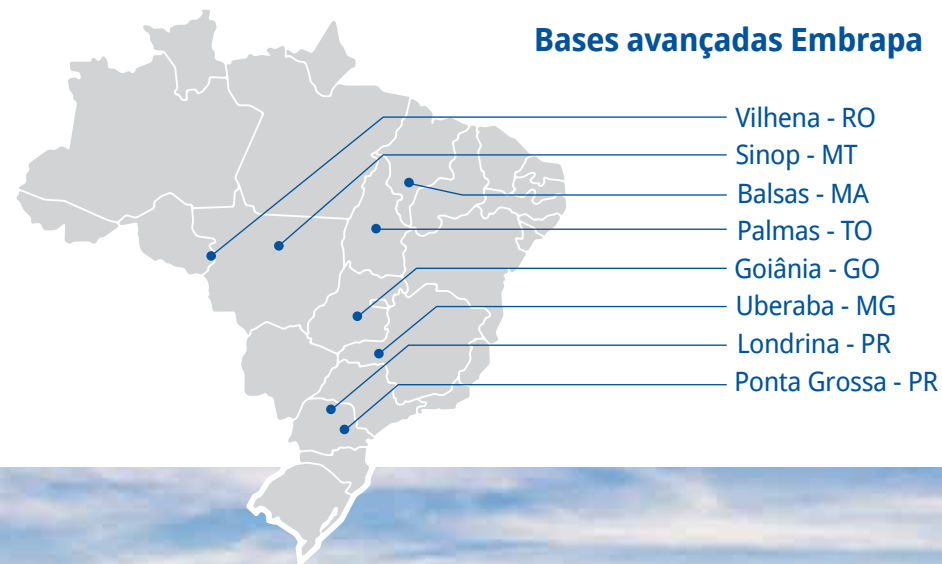 Bases avançadas Embrapa
Vilhena - RO
Sinop - MT
Balsas - MA
Palmas - TO
Goiânia - GO
Uberaba - MG
Londrina - PR
Ponta Grossa - PR